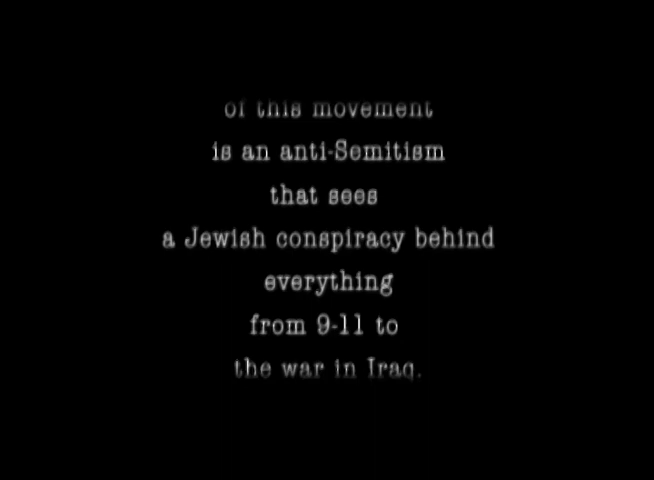 of this movement
is an anti-Semitism
that sees
a Jewish conspiracy behind
everything
from 9-11 to
the war in Iraq.